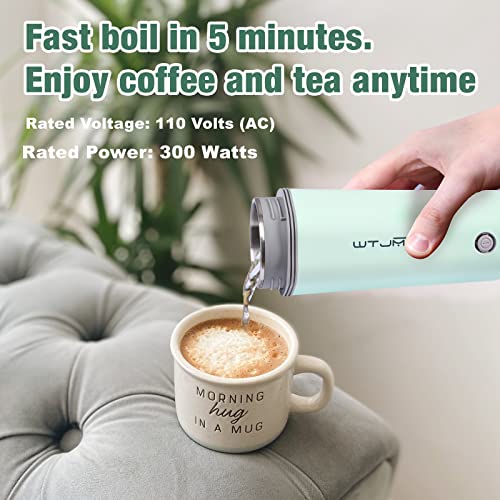 Fast boil in 5 minutes.
Enjoy coffee and tea anytime
Rated Voltage: 110 Volts (AC)
Rated Power: 300 Watts
MORNING
hug
IN A MUG